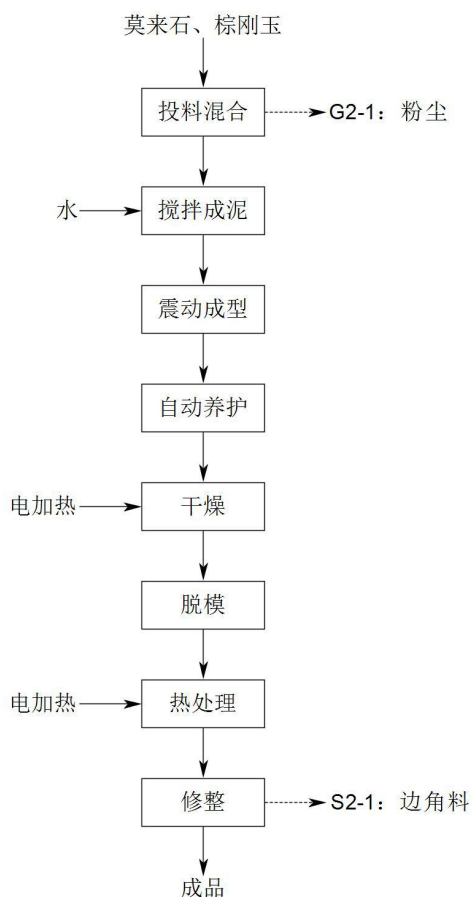 莫来石、棕刚玉
投料混合
G2-1：粉尘
水
搅拌成泥
震动成型
自动养护
电加热
干燥
脱模
电加热
热处理
修整
S2-1：边角料
成品